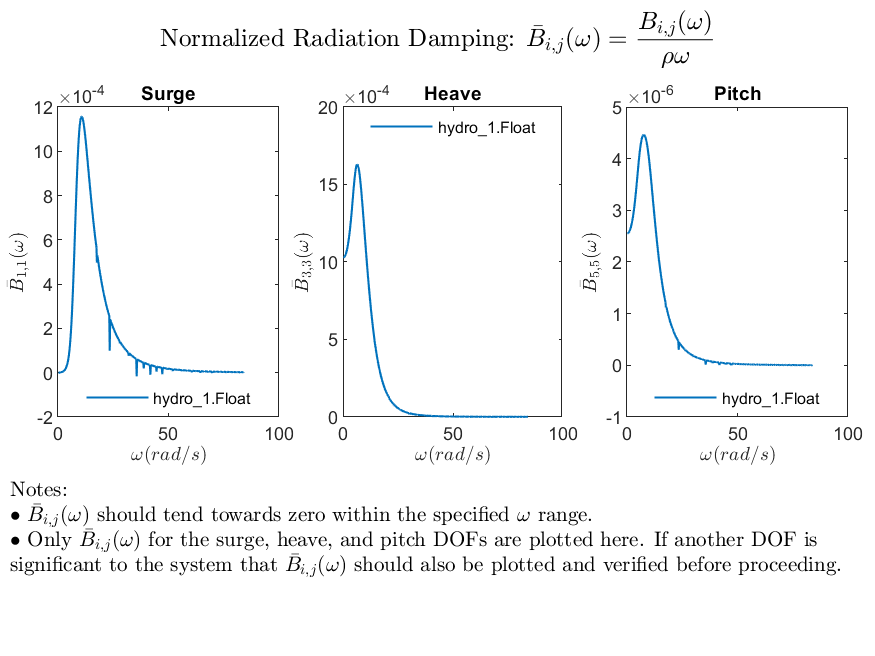 Normalized Radiation Damping: B̄i,j(ω) = Bi,j(ω) / ρω
×10-4 Surge
12
10
8
6
4
2
0
-2
B̄1,1(ω)
hydro_1.Float
0 50 100
ω(rad/s)
×10-4 Heave
20
15
10
5
0
B̄3,3(ω)
hydro_1.Float
0 50 100
ω(rad/s)
×10-6 Pitch
5
4
3
2
1
0
-1
B̄5,5(ω)
hydro_1.Float
0 50 100
ω(rad/s)
Notes:
• B̄i,j(ω) should tend towards zero within the specified ω range.
• Only B̄i,j(ω) for the surge, heave, and pitch DOFs are plotted here. If another DOF is
significant to the system that B̄i,j(ω) should also be plotted and verified before proceeding.